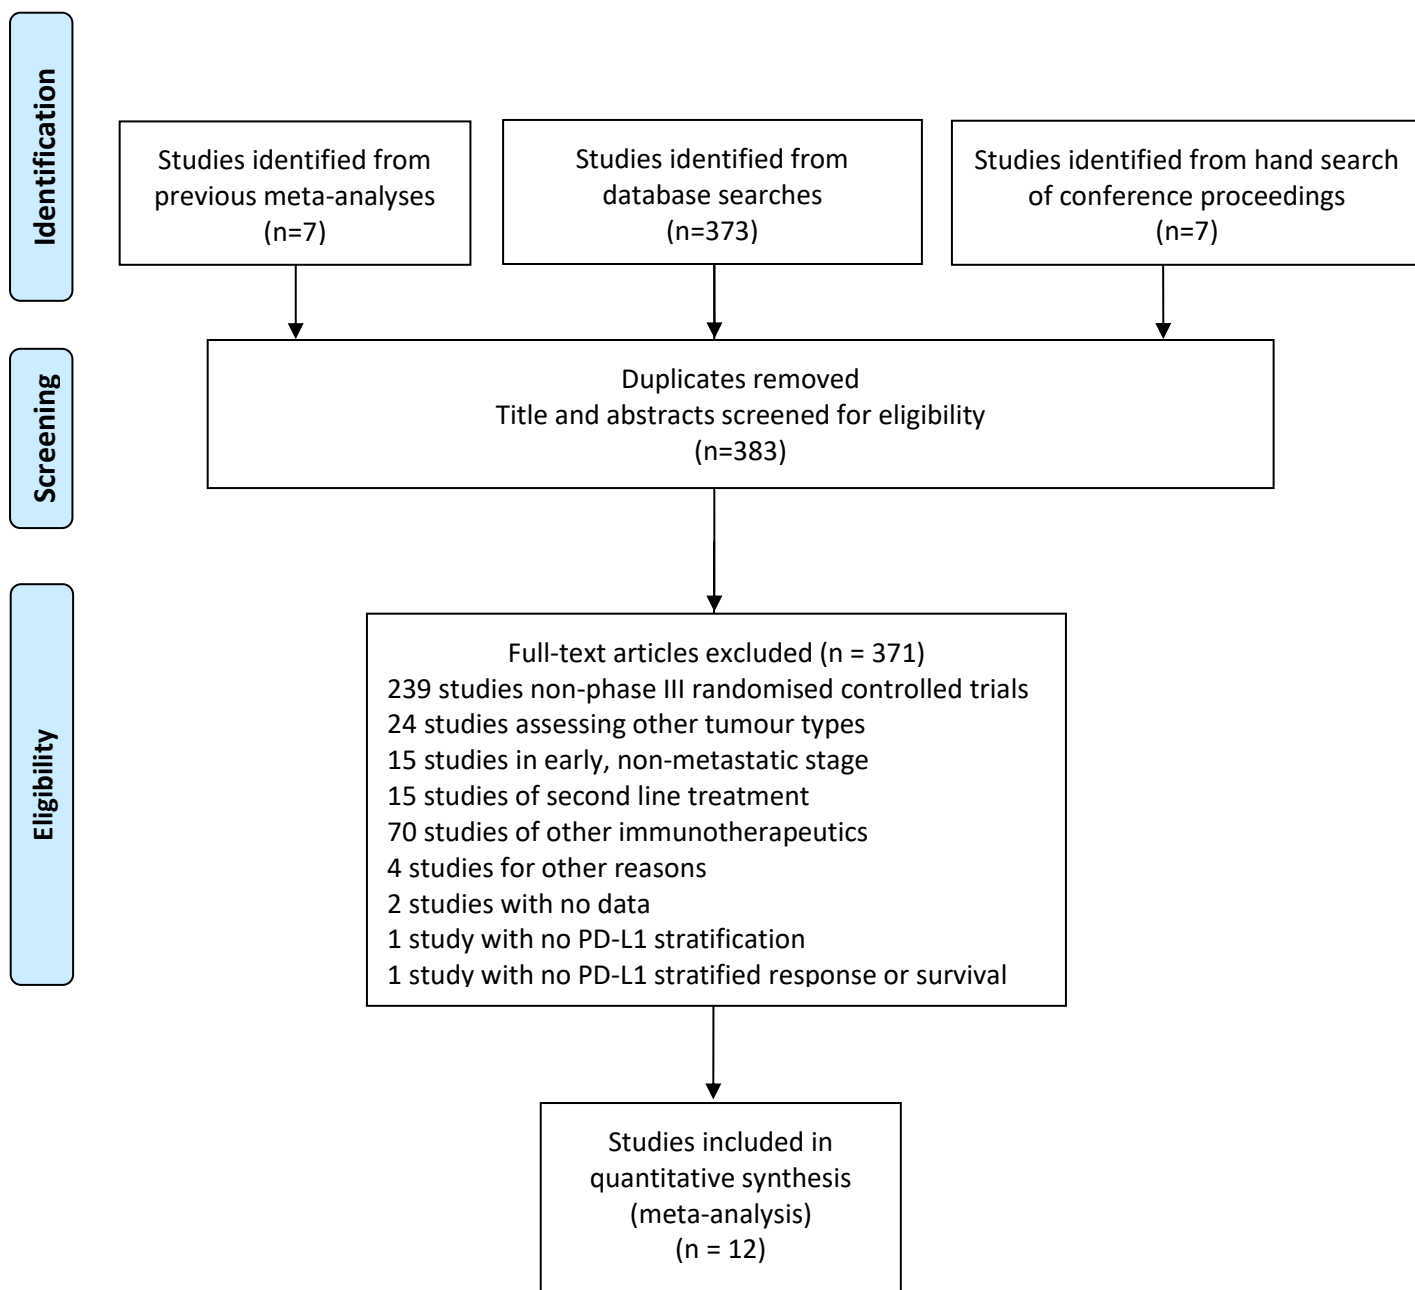 Identification
Studies identified from
previous meta-analyses
(n=7)
Studies identified from
database searches
(n=373)
Studies identified from hand search
of conference proceedings
(n=7)
Screening
Duplicates removed
Title and abstracts screened for eligibility
(n=383)
Eligibility
Full-text articles excluded (n = 371)
239 studies non-phase III randomised controlled trials
24 studies assessing other tumour types
15 studies in early, non-metastatic stage
15 studies of second line treatment
70 studies of other immunotherapeutics
4 studies for other reasons
2 studies with no data
1 study with no PD-L1 stratification
1 study with no PD-L1 stratified response or survival
Studies included in
quantitative synthesis
(meta-analysis)
(n = 12)